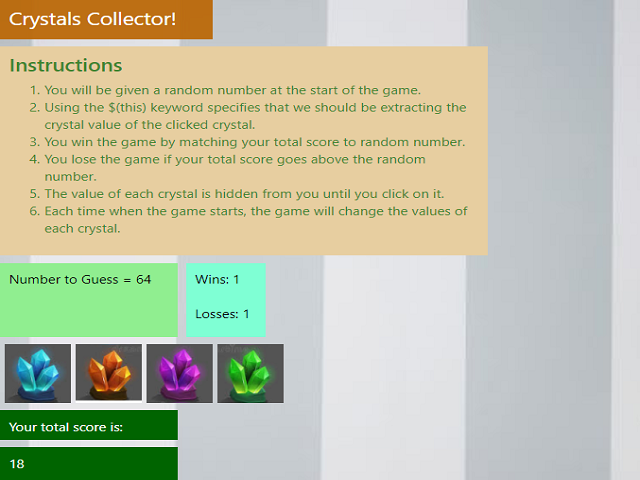 Crystals Collector!
Instructions
1. You will be given a random number at the start of the game.
2. Using the $(this) keyword specifies that we should be extracting the
crystal value of the clicked crystal.
3. You win the game by matching your total score to random number.
4. You lose the game if your total score goes above the random
number.
5. The value of each crystal is hidden from you until you click on it.
6. Each time when the game starts, the game will change the values of
each crystal.
Number to Guess = 64
Wins: 1
Losses: 1
Your total score is:
18